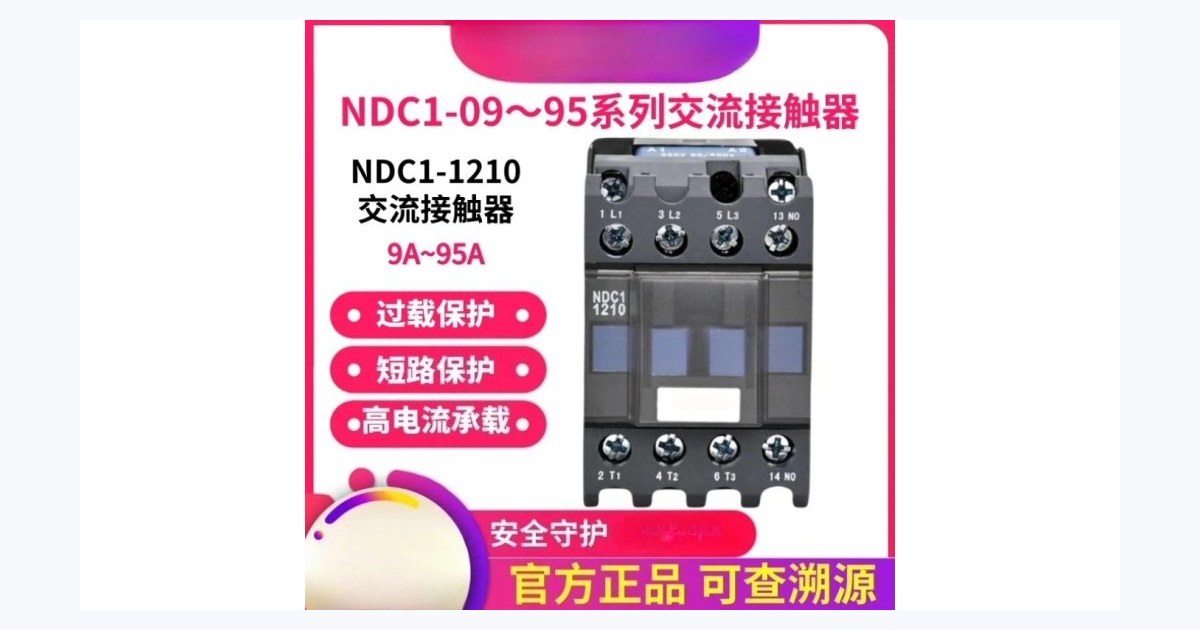 NDC1-09～95系列交流接触器
NDC1-1210
交流接触器
9A~95A
过载保护
短路保护
高电流承载
A1 A2
1 L1 3 L2 5 L3 13 NO
NDC1
1210
2 T1 4 T2 6 T3 14 NO
安全守护
官方正品 可查溯源